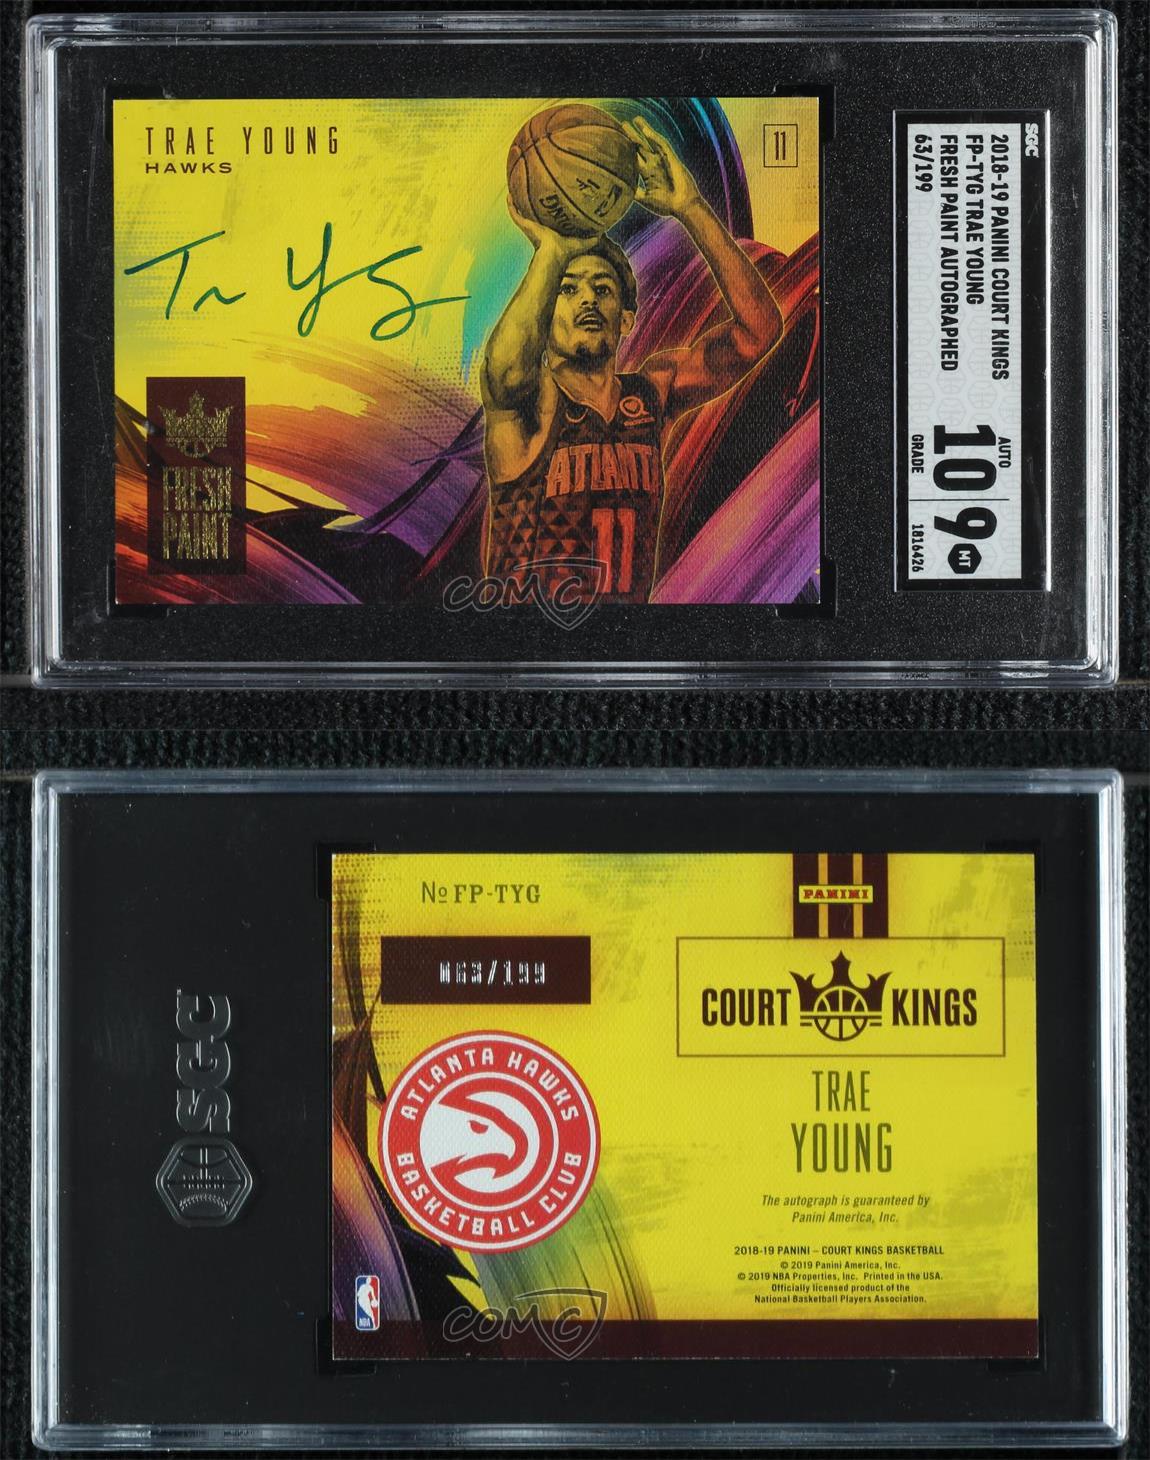 TRAE YOUNG
HAWKS
11
FRESH
PAINT
ATLANT
11
COMC
SGC
2018-19 PANINI COURT KINGS
FP-TYG TRAE YOUNG
FRESH PAINT AUTOGRAPHED
63/199
AUTO
10
GRADE
9
MT
1816426
SGC
№ FP-TYG
063/199
ATLANTA HAWKS
BASKETBALL CLUB
NBA
PANINI
COURT KINGS
TRAE
YOUNG
The autograph is guaranteed by
Panini America, Inc.
2018-19 PANINI – COURT KINGS BASKETBALL
© 2019 Panini America, Inc.
© 2019 NBA Properties, Inc. Printed in the USA.
Officially licensed product of the
National Basketball Players Association.
COMC